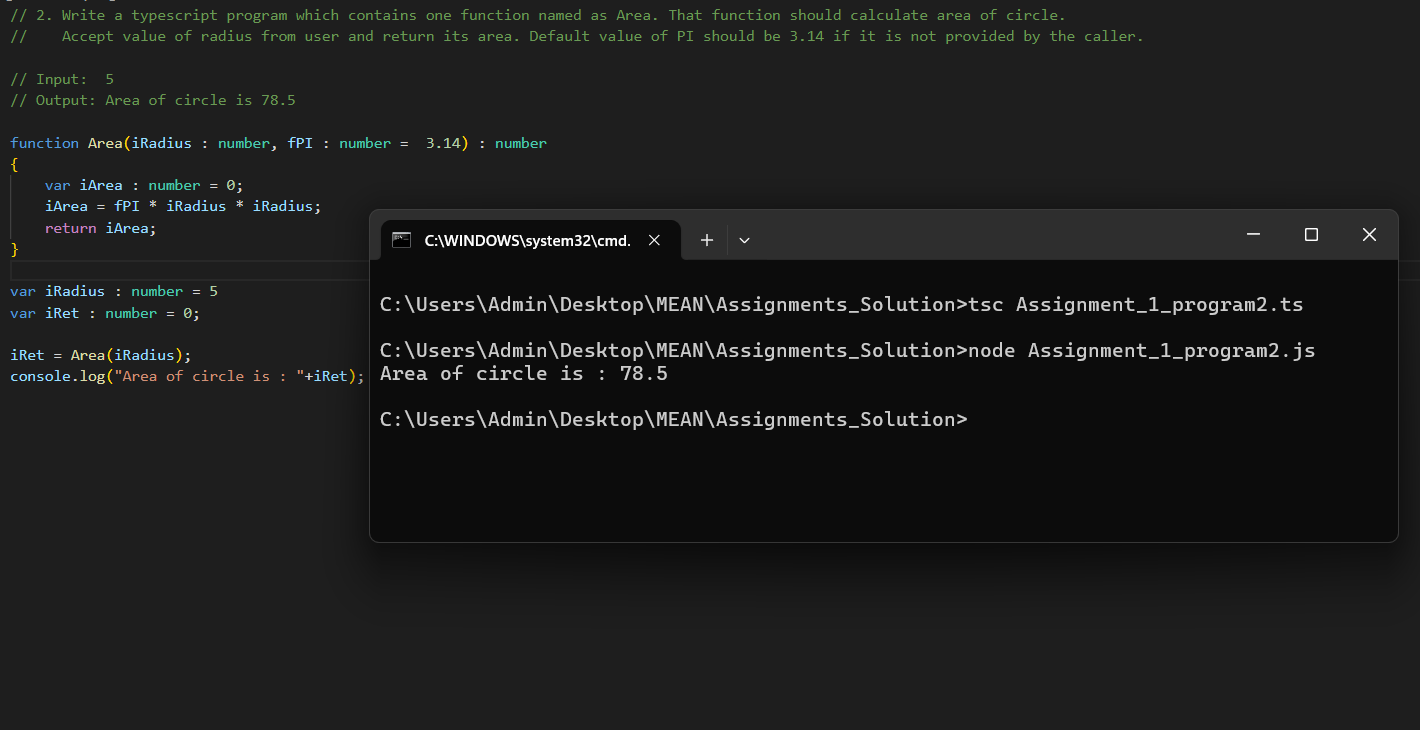 // 2. Write a typescript program which contains one function named as Area. That function should calculate area of circle.
//    Accept value of radius from user and return its area. Default value of PI should be 3.14 if it is not provided by the caller.
// Input:  5
// Output: Area of circle is 78.5
function Area(iRadius : number, fPI : number =  3.14) : number
{
    var iArea : number = 0;
    iArea = fPI * iRadius * iRadius;
    return iArea;
}
var iRadius : number = 5
var iRet : number = 0;
iRet = Area(iRadius);
console.log("Area of circle is : "+iRet);
C:\WINDOWS\system32\cmd.
C:\Users\Admin\Desktop\MEAN\Assignments_Solution>tsc Assignment_1_program2.ts
C:\Users\Admin\Desktop\MEAN\Assignments_Solution>node Assignment_1_program2.js
Area of circle is : 78.5
C:\Users\Admin\Desktop\MEAN\Assignments_Solution>